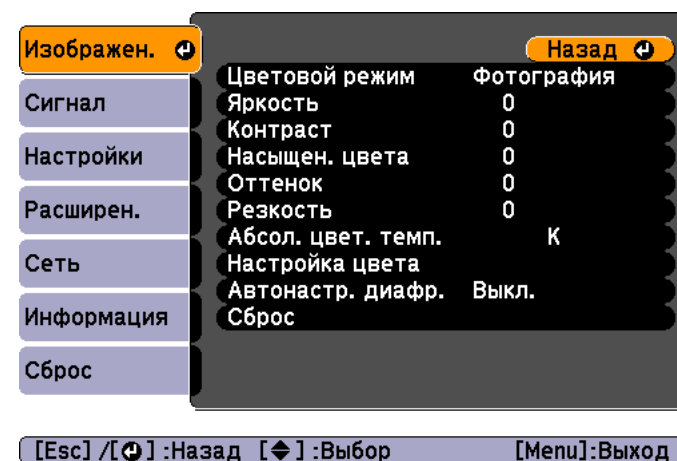 Изображен.
Назад
Цветовой режим Фотография
Яркость 0
Контраст 0
Насыщен. цвета 0
Оттенок 0
Резкость 0
Абсол. цвет. темп. K
Настройка цвета
Автонастр. диафр. Выкл.
Сброс
Сигнал
Настройки
Расширен.
Сеть
Информация
Сброс
[Esc] /[ ] :Назад [ ] :Выбор [Menu]:Выход